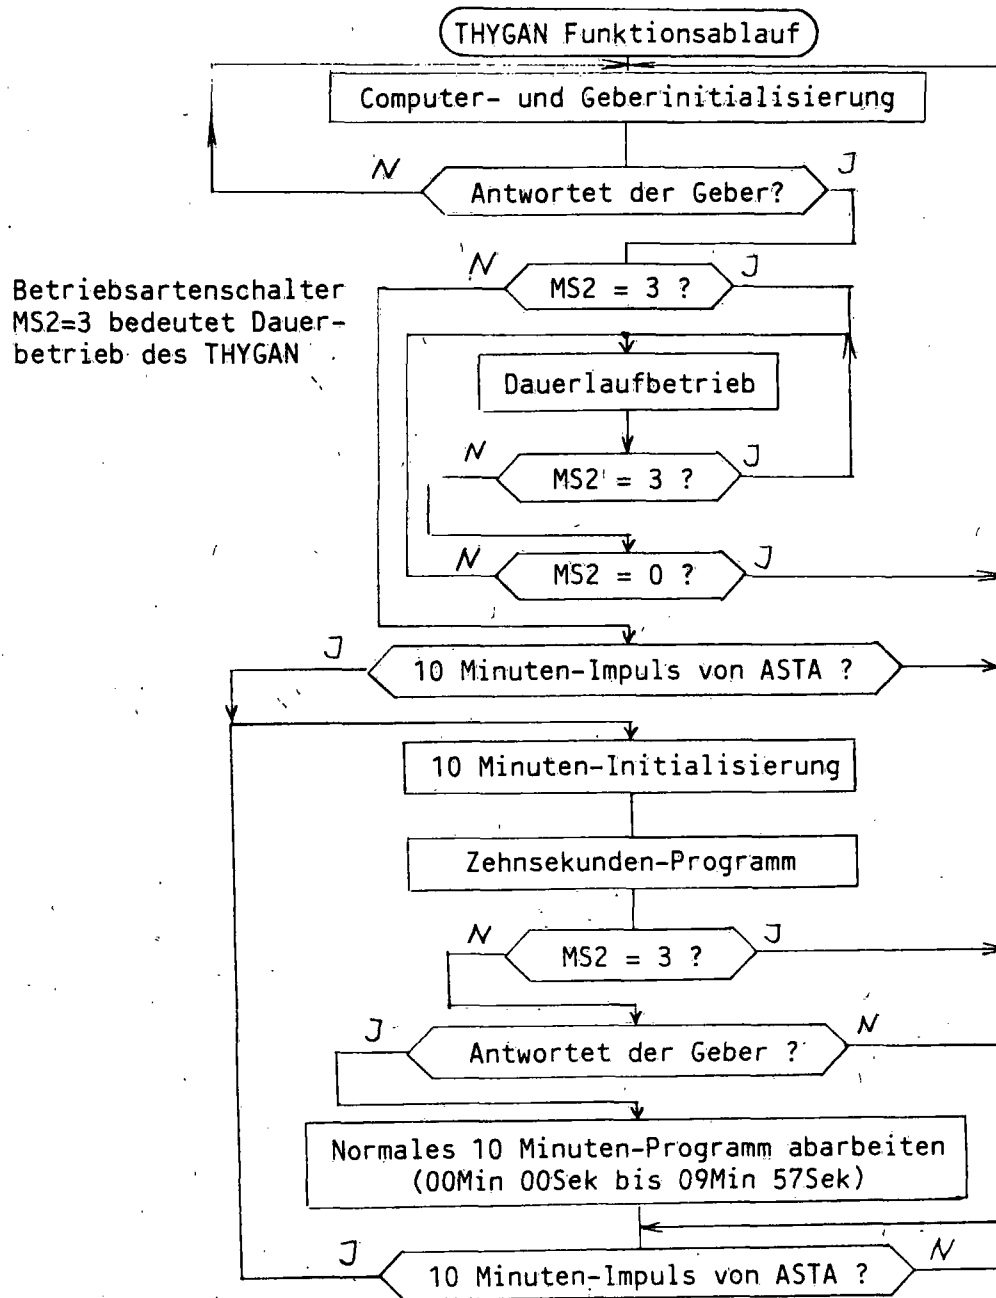 THYGAN Funktionsablauf
Computer- und Geberinitialisierung
N
J
Antwortet der Geber?
N
J
MS2 = 3 ?
Betriebsartenschalter
MS2=3 bedeutet Dauer-
betrieb des THYGAN
Dauerlaufbetrieb
N
J
MS2 = 3 ?
N
J
MS2 = 0 ?
J
10 Minuten-Impuls von ASTA ?
10 Minuten-Initialisierung
Zehnsekunden-Programm
N
J
MS2 = 3 ?
J
N
Antwortet der Geber ?
Normales 10 Minuten-Programm abarbeiten
(00Min 00Sek bis 09Min 57Sek)
J
N
10 Minuten-Impuls von ASTA ?